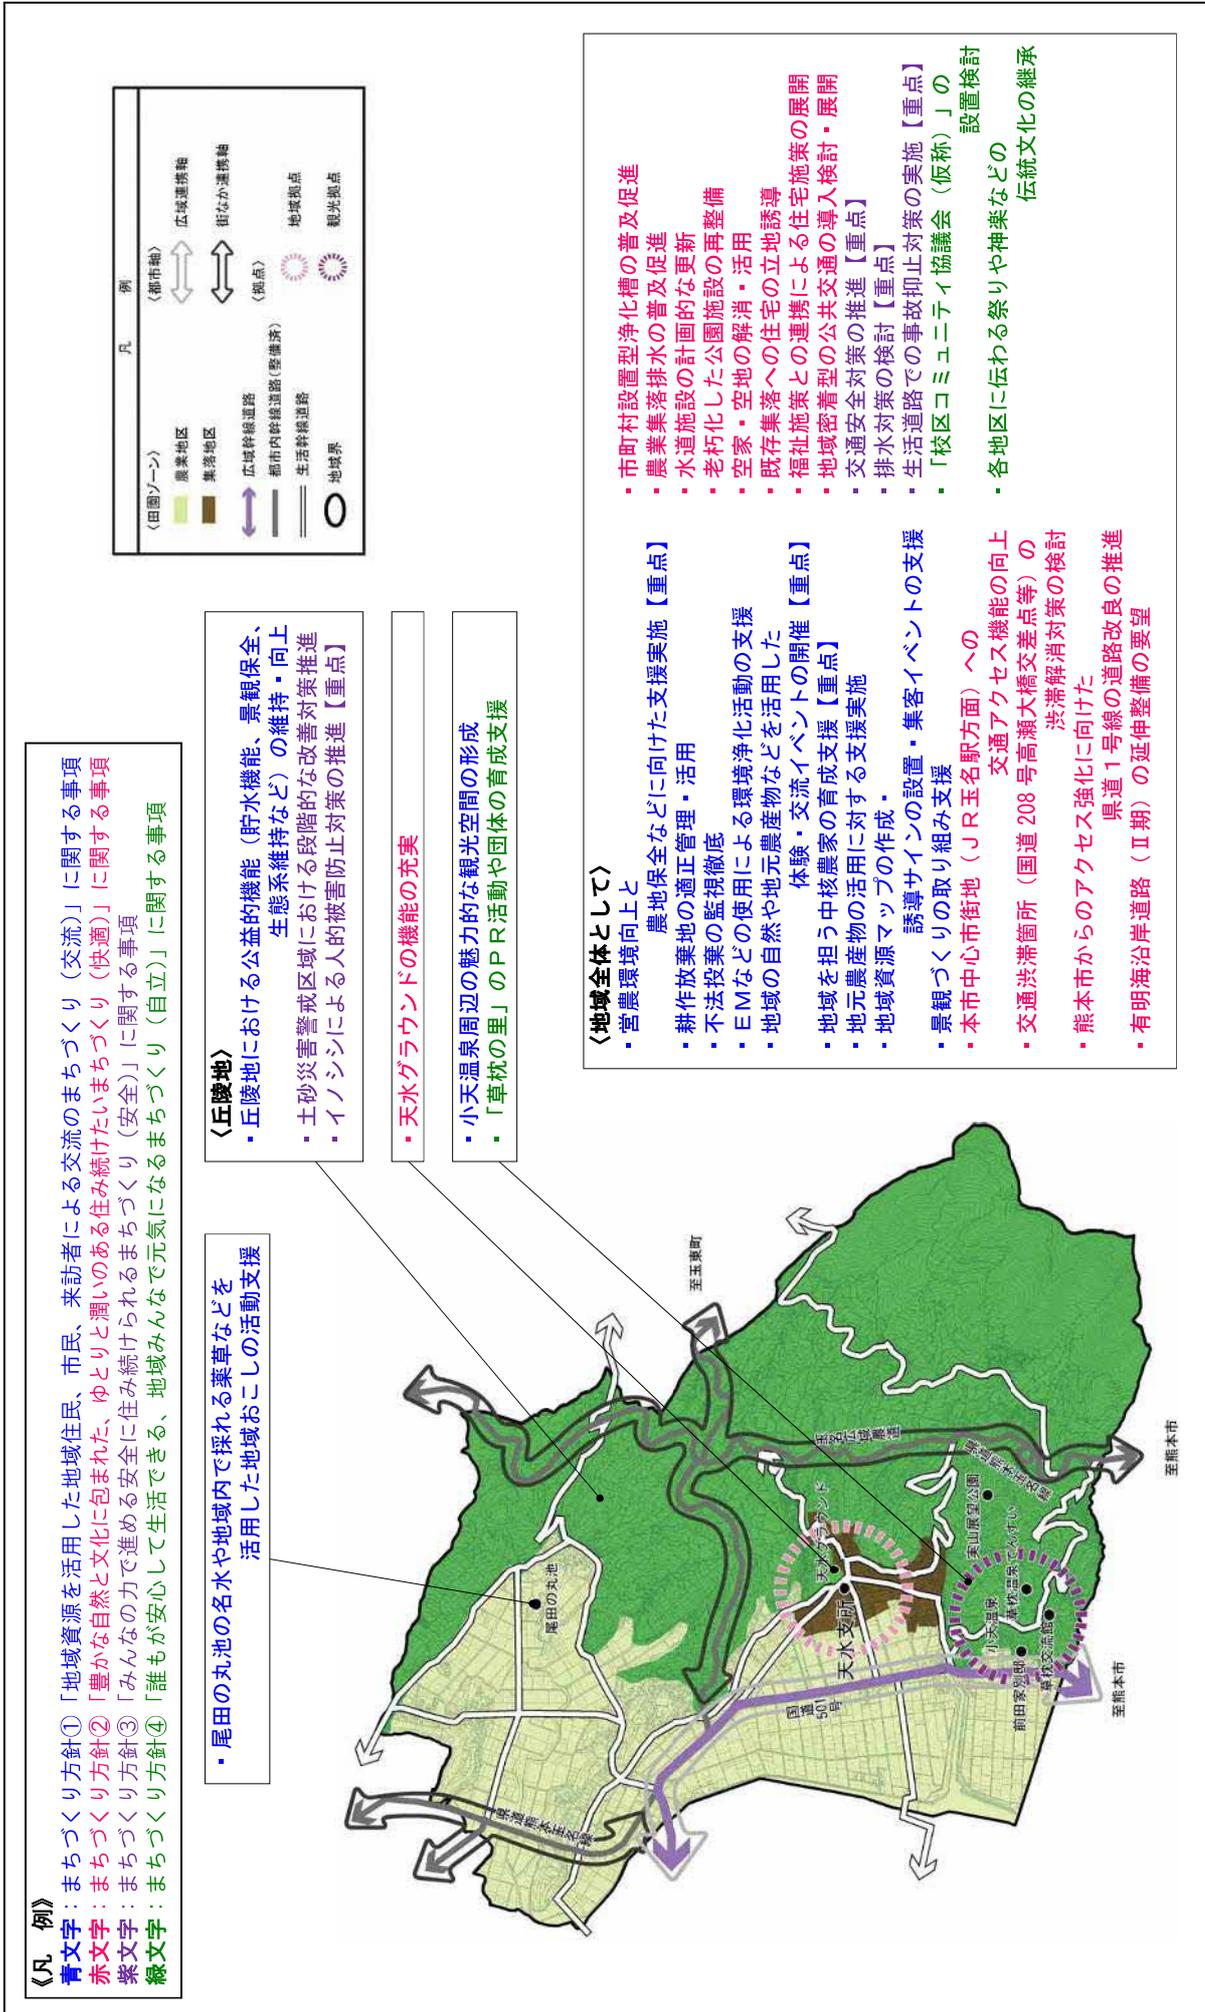 《凡　例》
青文字：まちづくり方針①「地域資源を活用した地域住民、市民、来訪者による交流のまちづくり（交流）」に関する事項
赤文字：まちづくり方針②「豊かな自然と文化に包まれた、ゆとりと潤いのある住み続けたいまちづくり（快適）」に関する事項
紫文字：まちづくり方針③「みんなの力で進める安全に住み続けられるまちづくり（安全）」に関する事項
緑文字：まちづくり方針④「誰もが安心して生活できる、地域みんなで元気になるまちづくり（自立）」に関する事項
・尾田の丸池の名水や地域内で採れる薬草などを
活用した地域おこしの活動支援
〈丘陵地〉
・丘陵地における公益的機能（貯水機能、景観保全、
生態系維持など）の維持・向上
・土砂災害警戒区域における段階的な改善対策推進
・イノシシによる人的被害防止対策の推進【重点】
・天水グラウンドの機能の充実
・小天温泉周辺の魅力的な観光空間の形成
・「草枕の里」のＰＲ活動や団体の育成支援
凡　例
〈田園ゾーン〉
農業地区
集落地区
広域幹線道路
都市内幹線道路(整備済)
生活幹線道路
地域界
〈都市軸〉
広域連携軸
街なか連携軸
〈拠点〉
地域拠点
観光拠点
県道熊本玉名線
尾田の丸池
国道501号
天水支所
天水グラウンド
玉名広域農道
県道熊本玉名線
実山展望公園
小天温泉
草枕温泉てんすい
前田家別邸
草枕交流館
至玉東町
至熊本市
至熊本市
〈地域全体として〉
・営農環境向上と
農地保全などに向けた支援実施【重点】
・耕作放棄地の適正管理・活用
・不法投棄の監視徹底
・ＥＭなどの使用による環境浄化活動の支援
・地域の自然や地元農産物などを活用した
体験・交流イベントの開催【重点】
・地域を担う中核農家の育成支援【重点】
・地元農産物の活用に対する支援実施
・地域資源マップの作成・
誘導サインの設置・集客イベントの支援
・景観づくりの取り組み支援
・本市中心市街地（ＪＲ玉名駅方面）への
交通アクセス機能の向上
・交通渋滞箇所（国道208号高瀬大橋交差点等）の
渋滞解消対策の検討
・熊本市からのアクセス強化に向けた
県道１号線の道路改良の推進
・有明海沿岸道路（Ⅱ期）の延伸整備の要望
・市町村設置型浄化槽の普及促進
・農業集落排水の普及促進
・水道施設の計画的な更新
・老朽化した公園施設の再整備
・空家・空地の解消・活用
・既存集落への住宅の立地誘導
・福祉施策との連携による住宅施策の展開
・地域密着型の公共交通の導入検討・展開
・交通安全対策の推進【重点】
・排水対策の検討【重点】
・生活道路での事故抑止対策の実施【重点】
・「校区コミュニティ協議会（仮称）」の
設置検討
・各地区に伝わる祭りや神楽などの
伝統文化の継承